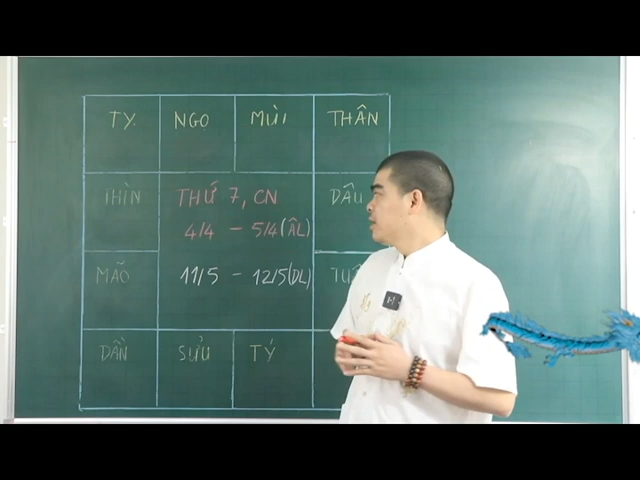 TỴ NGỌ MÙI THÂN
THÌN THỨ 7, CN DẬU
4/4 - 5/4 (ÂL)
MÃO 11/5 - 12/5 (DL)
DẦN SỬU TÝ